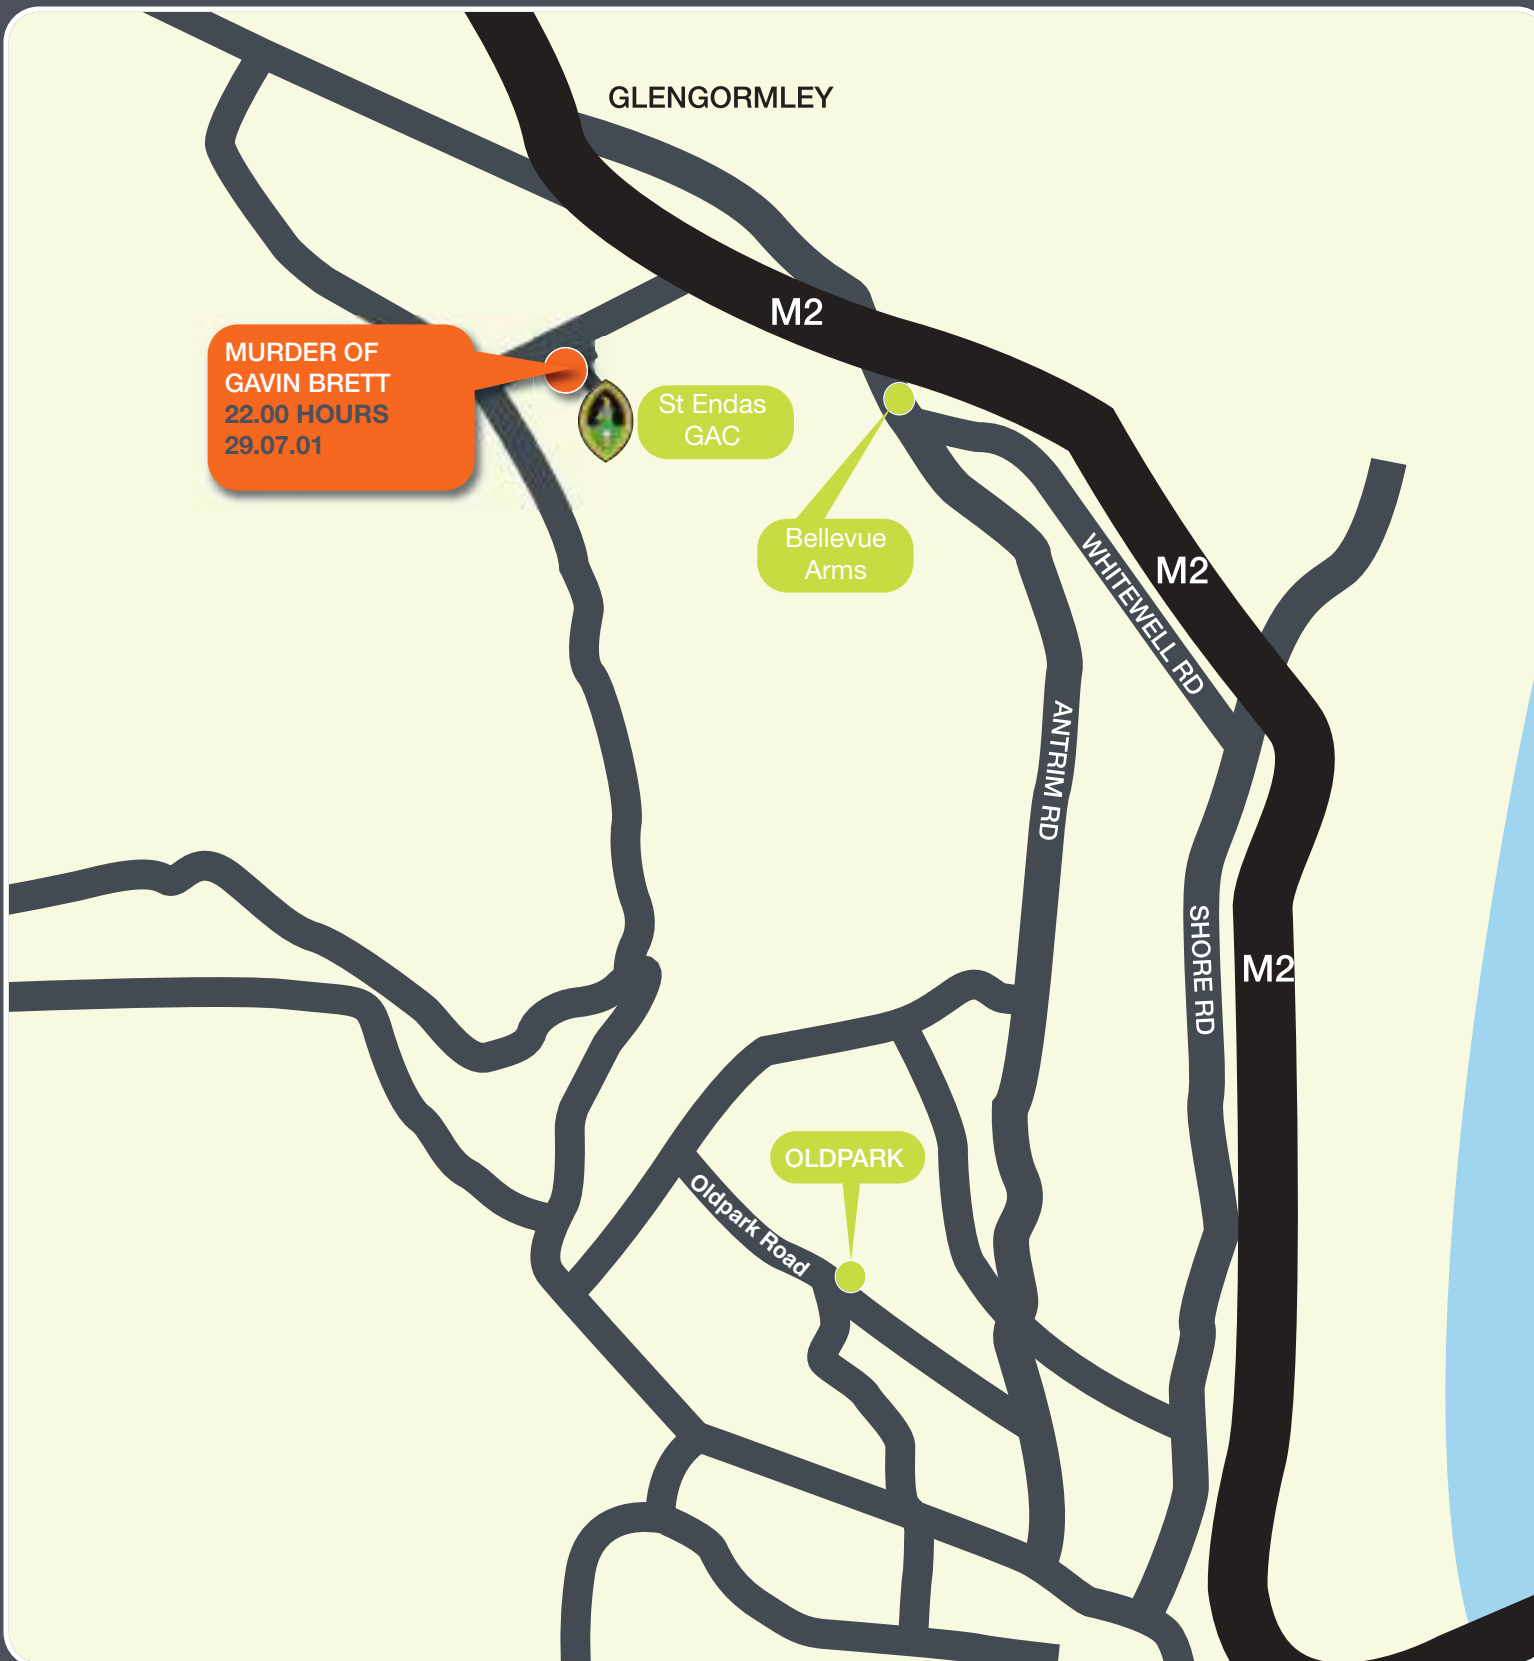 GLENGORMLEY
M2
MURDER OF
GAVIN BRETT
22.00 HOURS
29.07.01
St Endas
GAC
Bellevue
Arms
M2
WHITEWELL RD
ANTRIM RD
SHORE RD
M2
OLDPARK
Oldpark Road